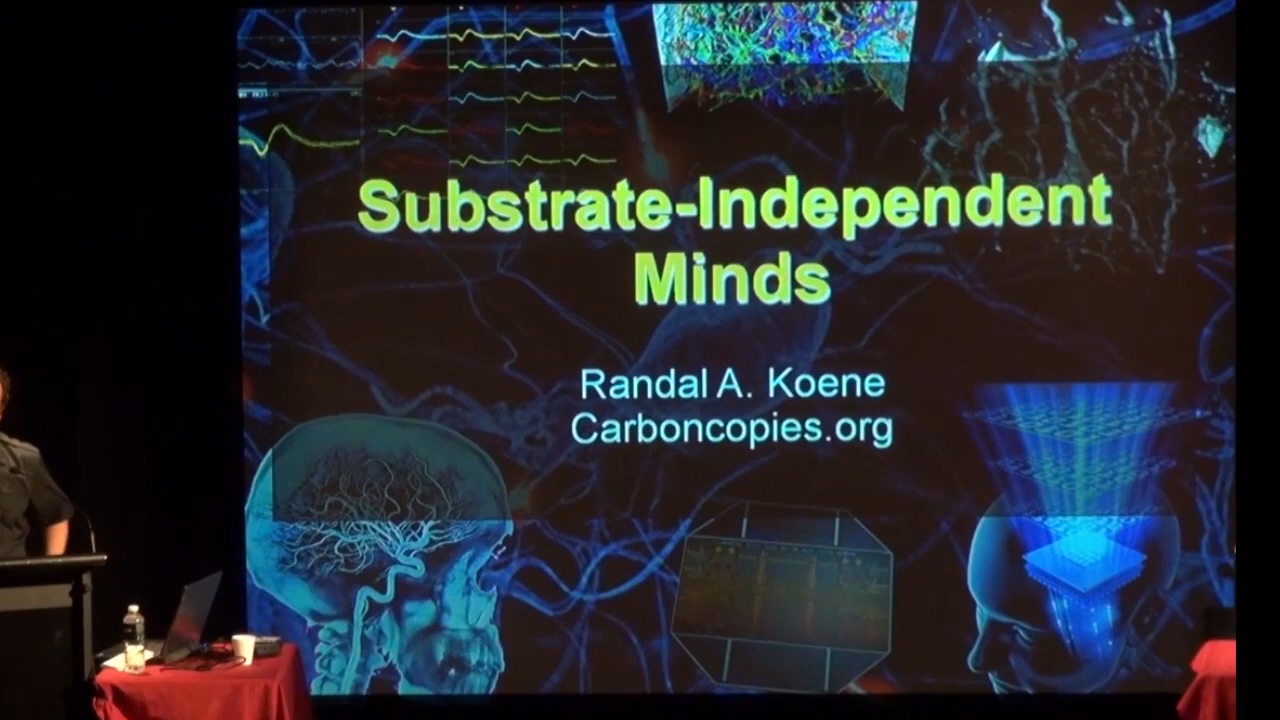 Substrate-Independent
Minds
Randal A. Koene
Carboncopies.org